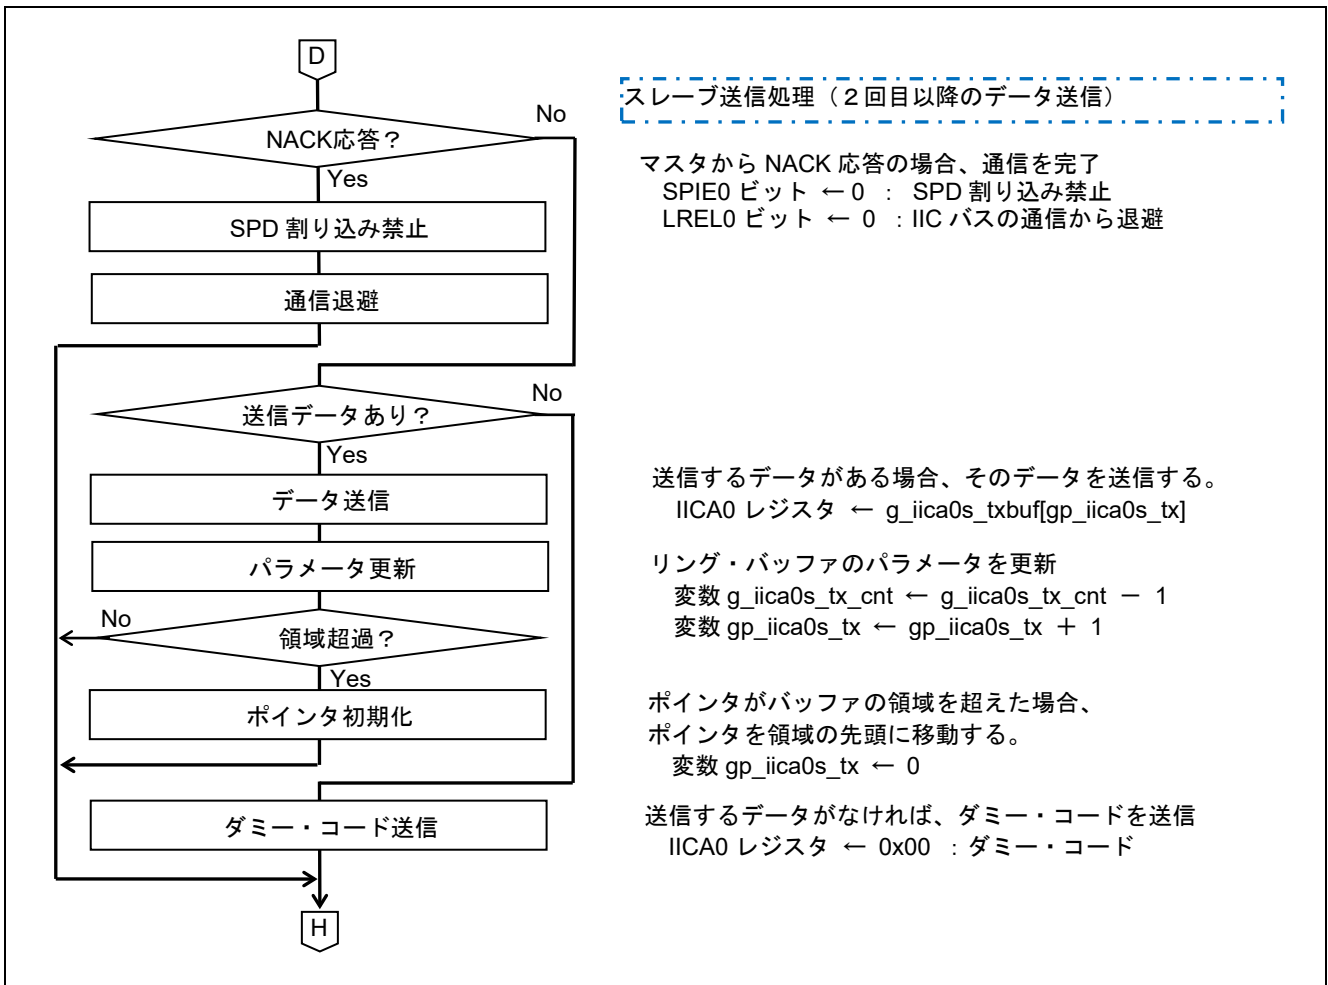 D
スレーブ送信処理（２回目以降のデータ送信）
NACK応答？
No
Yes
マスタから NACK 応答の場合、通信を完了
SPIE0 ビット ← 0 ： SPD 割り込み禁止
LREL0 ビット ← 0 ：IIC バスの通信から退避
SPD 割り込み禁止
通信退避
送信データあり？
No
Yes
送信するデータがある場合、そのデータを送信する。
IICA0 レジスタ ← g_iica0s_txbuf[gp_iica0s_tx]
データ送信
リング・バッファのパラメータを更新
変数 g_iica0s_tx_cnt ← g_iica0s_tx_cnt － 1
変数 gp_iica0s_tx ← gp_iica0s_tx ＋ 1
パラメータ更新
No
領域超過？
Yes
ポインタがバッファの領域を超えた場合、
ポインタを領域の先頭に移動する。
変数 gp_iica0s_tx ← 0
ポインタ初期化
送信するデータがなければ、ダミー・コードを送信
IICA0 レジスタ ← 0x00 ：ダミー・コード
ダミー・コード送信
H